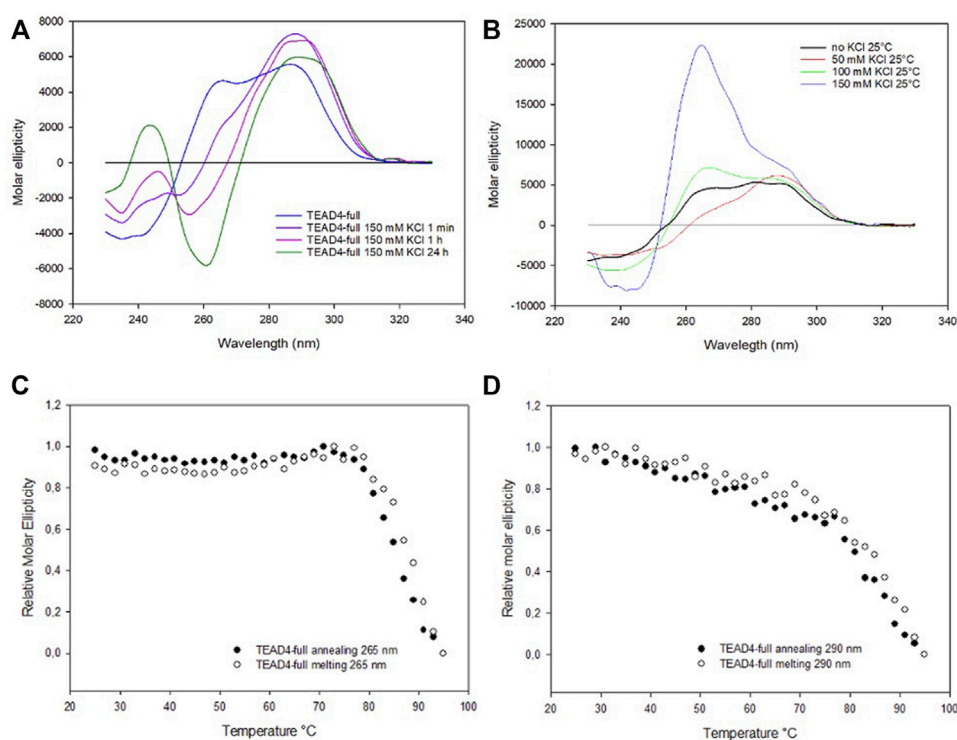 A
Molar ellipticity
8000
6000
4000
2000
0
-2000
-4000
-6000
8000
TEAD4-full
TEAD4-full 150 mM KCl 1 min
TEAD4-full 150 mM KCl 1 h
TEAD4-full 150 mM KCl 24 h
220 240 260 280 300 320 340
Wavelength (nm)
B
Molar ellipticity
25000
20000
15000
10000
5000
0
-5000
-10000
no KCl 25°C
50 mM KCl 25°C
100 mM KCl 25°C
150 mM KCl 25°C
220 240 260 280 300 320 340
Wavelegth (nm)
C
Relative Molar Ellipticity
1,2
1,0
0,8
0,6
0,4
0,2
0,0
TEAD4-full annealing 265 nm
TEAD4-full melting 265 nm
20 30 40 50 60 70 80 90 100
Temperature °C
D
Relative molar ellipticity
1,2
1,0
0,8
0,6
0,4
0,2
0,0
TEAD4-full annealing 290 nm
TEAD4-full melting 290 nm
20 30 40 50 60 70 80 90 100
Temperature °C